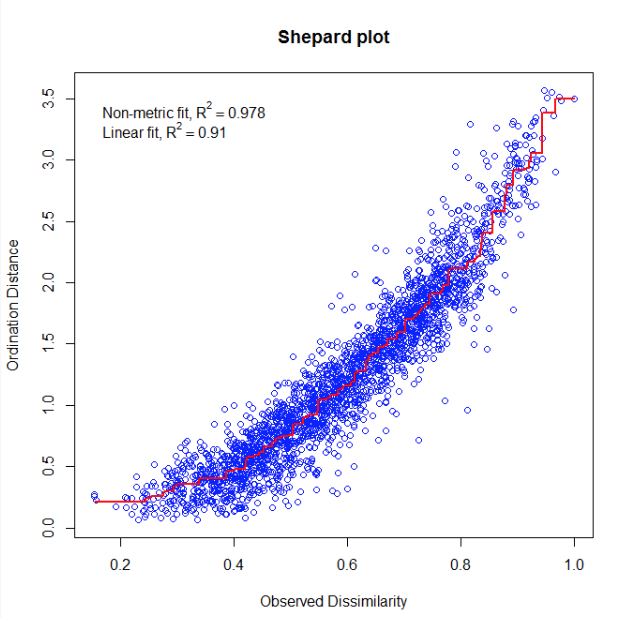 Shepard plot
Non-metric fit, R² = 0.978
Linear fit, R² = 0.91
3.5
3.0
2.5
2.0
1.5
1.0
0.5
0.0
Ordination Distance
0.2 0.4 0.6 0.8 1.0
Observed Dissimilarity